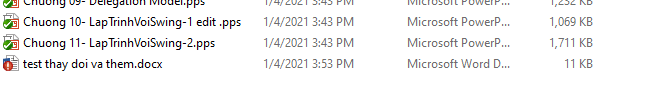 Chuong 09- Delegation Model.pps 1/4/2021 3:43 PM Microsoft PowerP... 1,232 KB
Chuong 10- LapTrinhVoiSwing-1 edit .pps 1/4/2021 3:43 PM Microsoft PowerP... 1,069 KB
Chuong 11- LapTrinhVoiSwing-2.pps 1/4/2021 3:43 PM Microsoft PowerP... 1,711 KB
test thay doi va them.docx 1/4/2021 3:53 PM Microsoft Word D... 11 KB